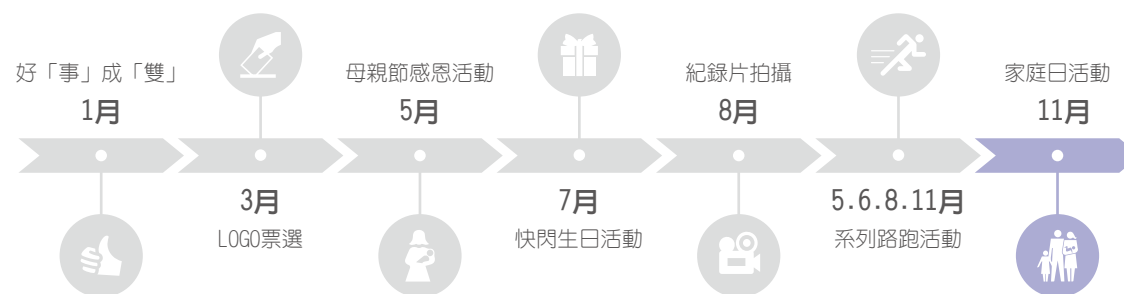 好「事」成「雙」
1月
3月
LOGO票選
母親節感恩活動
5月
7月
快閃生日活動
紀錄片拍攝
8月
5.6.8.11月
系列路跑活動
家庭日活動
11月